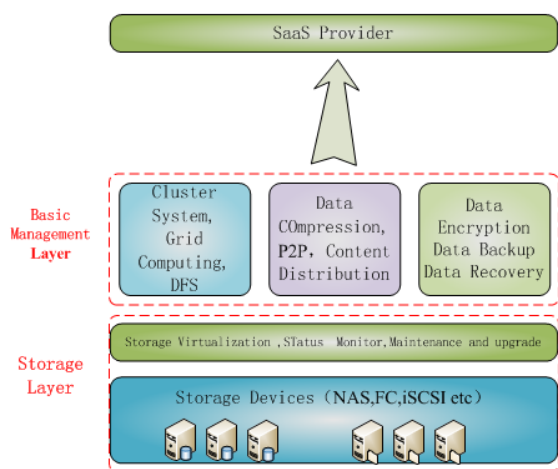 SaaS Provider
Basic
Management
Layer
Cluster
System,
Grid
Computing,
DFS
Data
COmpression,
P2P, Content
Distribution
Data
Encryption
Data Backup
Data Recovery
Storage
Layer
Storage Virtualization ,STatus Monitor,Maintenance and upgrade
Storage Devices (NAS,FC,iSCSI etc)